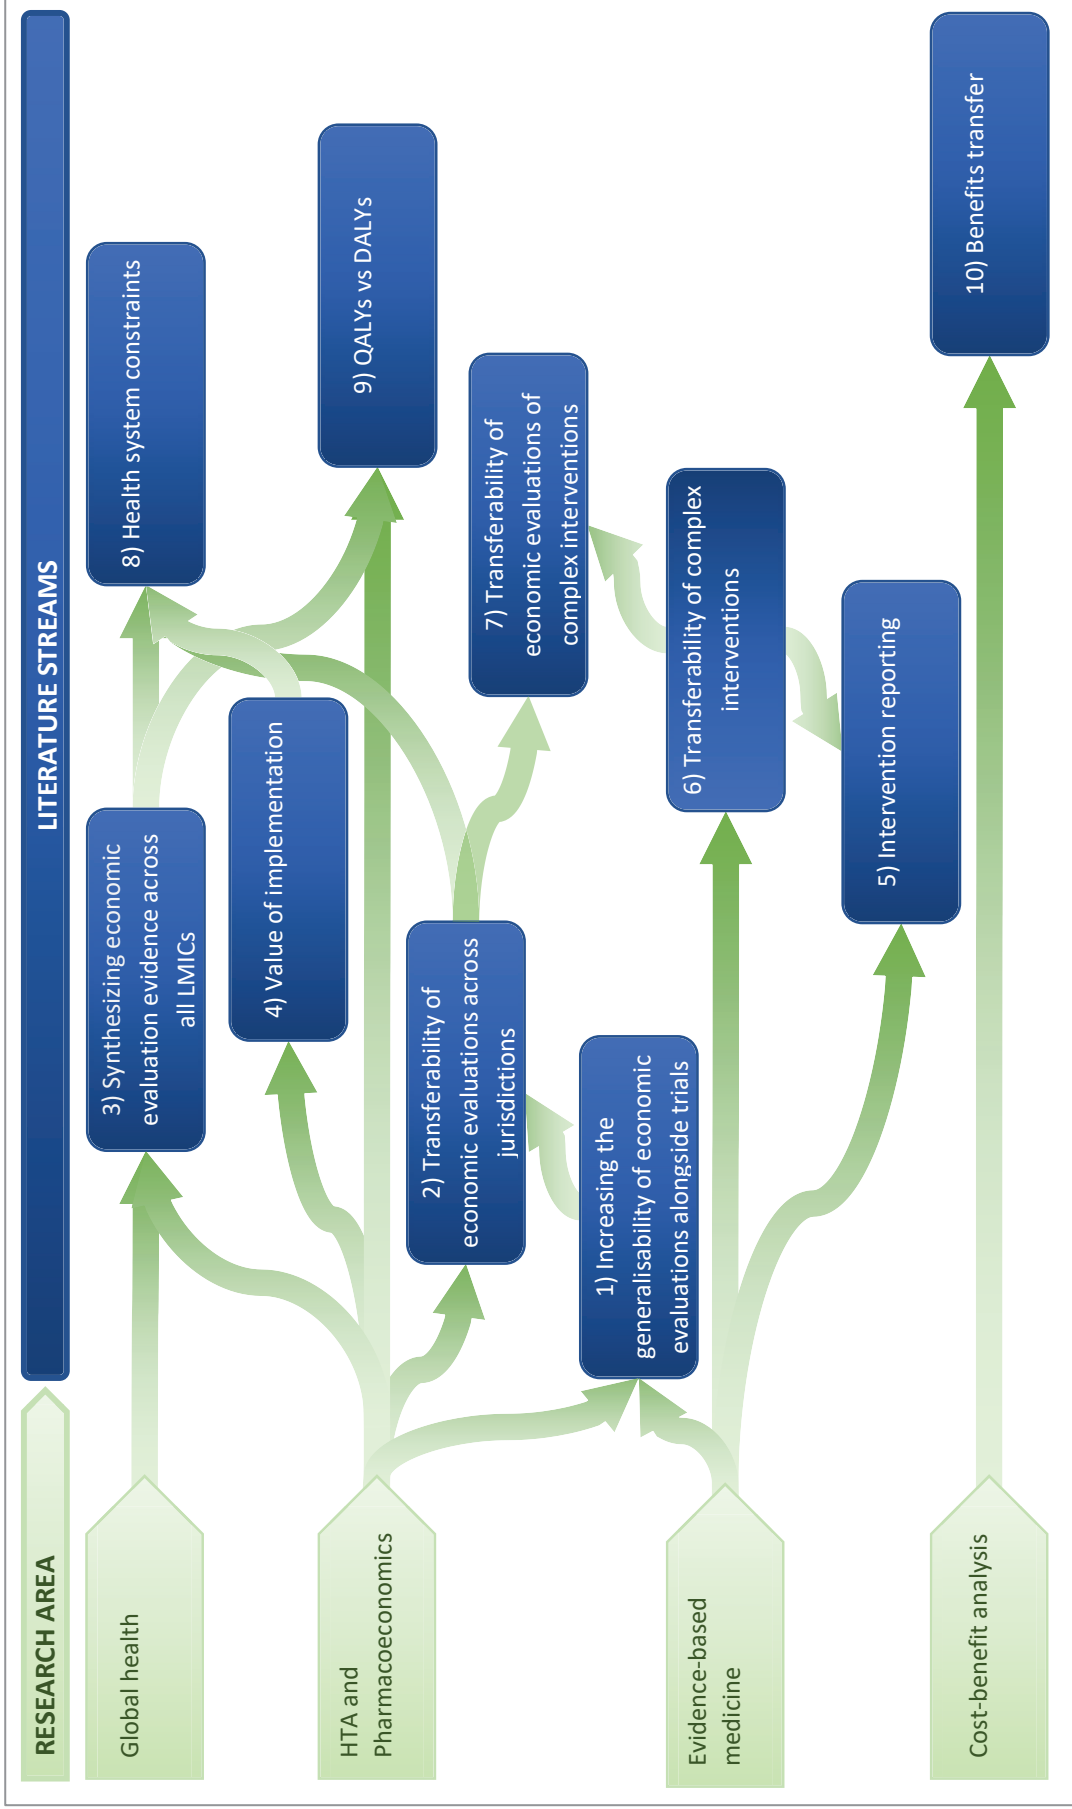 RESEARCH AREA
LITERATURE STREAMS
Global health
3) Synthesizing economic
evaluation evidence across
all LMICs
8) Health system constraints
4) Value of implementation
HTA and
Pharmacoeconomics
9) QALYs vs DALYs
2) Transferability of
economic evaluations across
jurisdictions
7) Transferability of
economic evaluations of
complex interventions
1) Increasing the
generalisability of economic
evaluations alongside trials
Evidence-based
medicine
6) Transferability of complex
interventions
5) Intervention reporting
Cost-benefit analysis
10) Benefits transfer